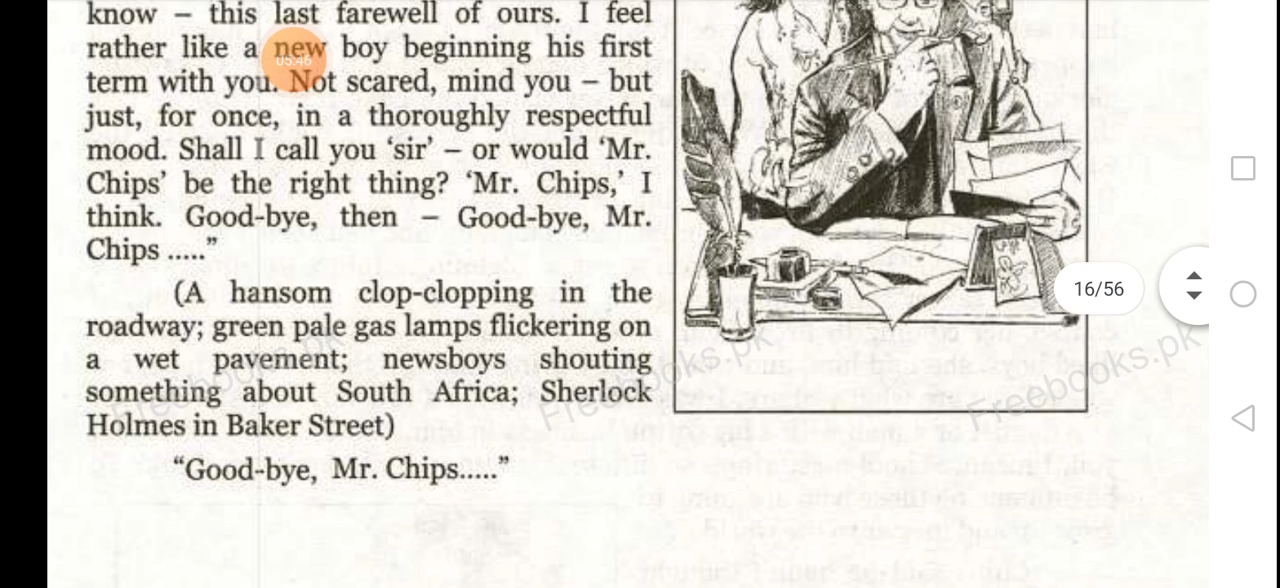 know – this last farewell of ours. I feel
rather like a new boy beginning his first
term with you. Not scared, mind you – but
just, for once, in a thoroughly respectful
mood. Shall I call you ‘sir’ – or would ‘Mr.
Chips’ be the right thing? ‘Mr. Chips,’ I
think. Good-bye, then – Good-bye, Mr.
Chips .....”
(A hansom clop-clopping in the
roadway; green pale gas lamps flickering on
a wet pavement; newsboys shouting
something about South Africa; Sherlock
Holmes in Baker Street)
“Good-bye, Mr. Chips.....”
05:46
16/56
Freebooks.pk
Freebooks.pk
Freebooks.pk